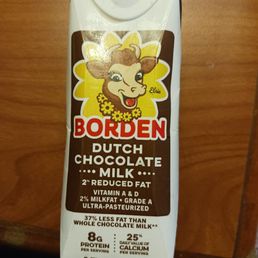 Elsie
BORDEN
DUTCH
CHOCOLATE
MILK
2% REDUCED FAT
VITAMIN A & D
2% MILKFAT • GRADE A
ULTRA-PASTEURIZED
37% LESS FAT THAN
WHOLE CHOCOLATE MILK**
8G
PROTEIN
PER SERVING
25%
DAILY VALUE OF
CALCIUM
PER SERVING